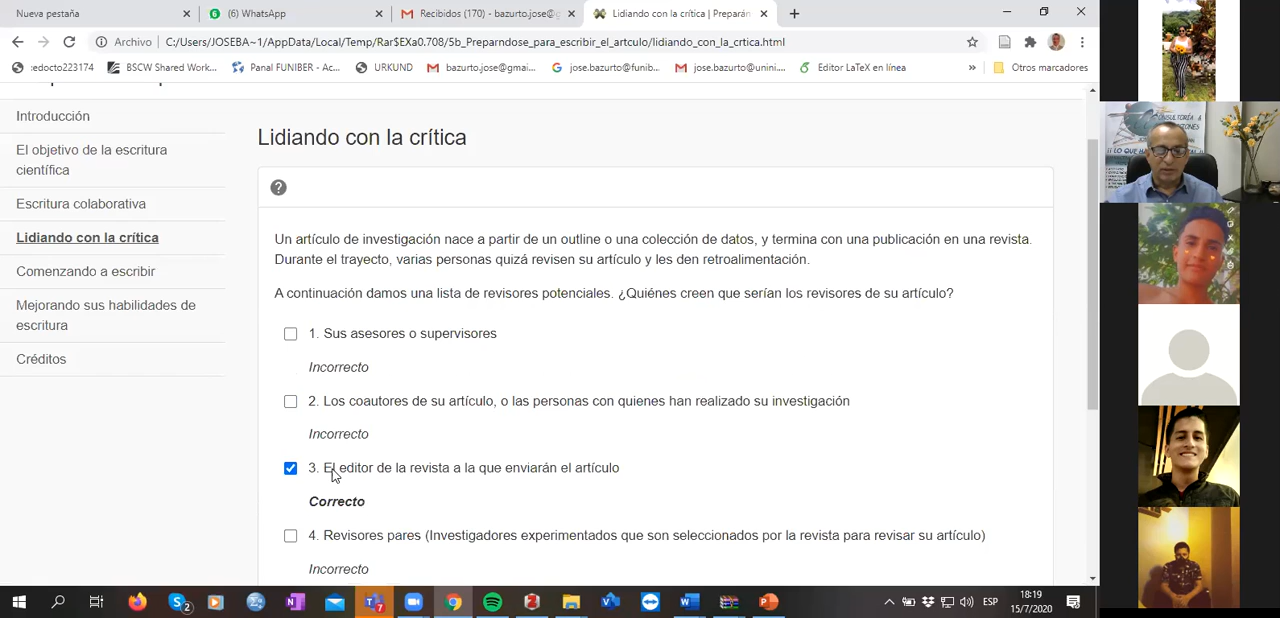 Nueva pestaña
(6) WhatsApp
Recibidos (170) - bazurto.jose@g
Lidiando con la crítica | Preparán
Archivo
C:/Users/JOSEBA~1/AppData/Local/Temp/Rar$EXa0.708/5b_Preparndose_para_escribir_el_artculo/lidiando_con_la_crtica.html
:edocto223174
BSCW Shared Work...
Panal FUNIBER - Ac...
URKUND
bazurto.jose@gmai...
jose.bazurto@funib...
jose.bazurto@unini....
Editor LaTeX en línea
»
Otros marcadores
Introducción
El objetivo de la escritura
científica
Escritura colaborativa
Lidiando con la crítica
Comenzando a escribir
Mejorando sus habilidades de
escritura
Créditos
Lidiando con la crítica
Un artículo de investigación nace a partir de un outline o una colección de datos, y termina con una publicación en una revista.
Durante el trayecto, varias personas quizá revisen su artículo y les den retroalimentación.
A continuación damos una lista de revisores potenciales. ¿Quiénes creen que serían los revisores de su artículo?
1. Sus asesores o supervisores
Incorrecto
2. Los coautores de su artículo, o las personas con quienes han realizado su investigación
Incorrecto
3. El editor de la revista a la que enviarán el artículo
Correcto
4. Revisores pares (Investigadores experimentados que son seleccionados por la revista para revisar su artículo)
Incorrecto
ESP
18:19
15/7/2020